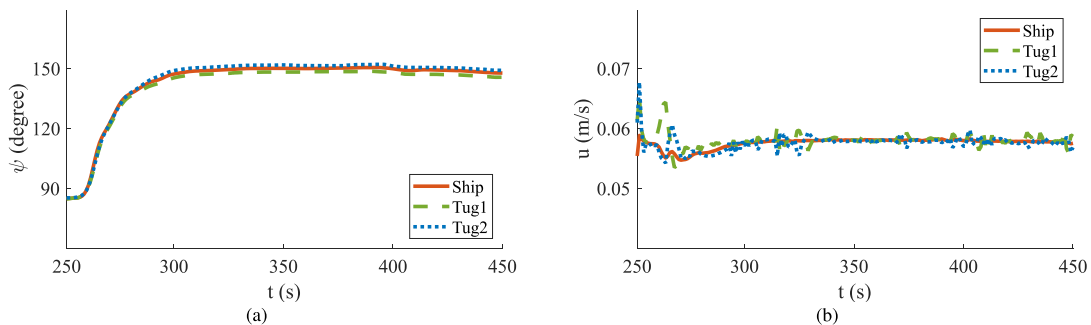 150
120
90
ψ (degree)
Ship
Tug1
Tug2
250 300 350 400 450
t (s)
(a)
Ship
Tug1
Tug2
0.07
0.06
0.05
u (m/s)
250 300 350 400 450
t (s)
(b)